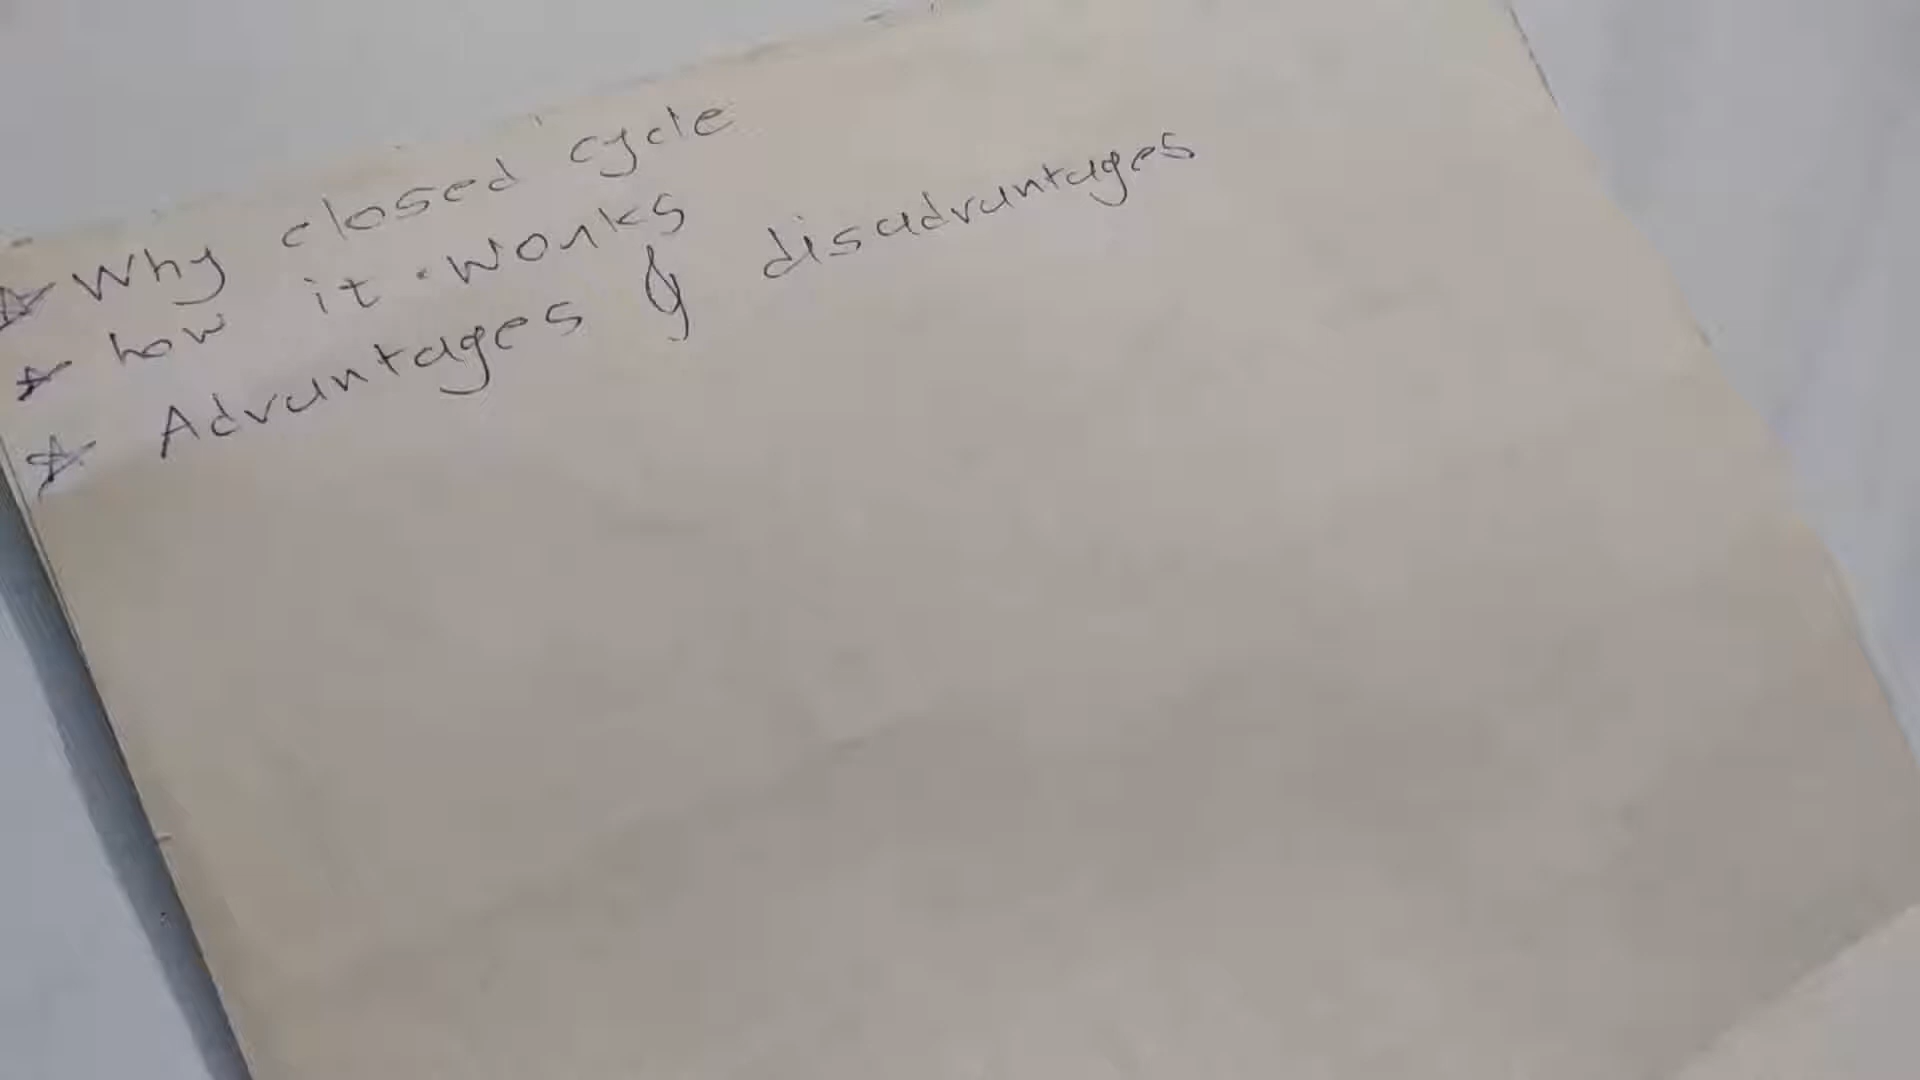 ☆ Why closed cycle
☆ how it works
☆ Advantages & disadvantages